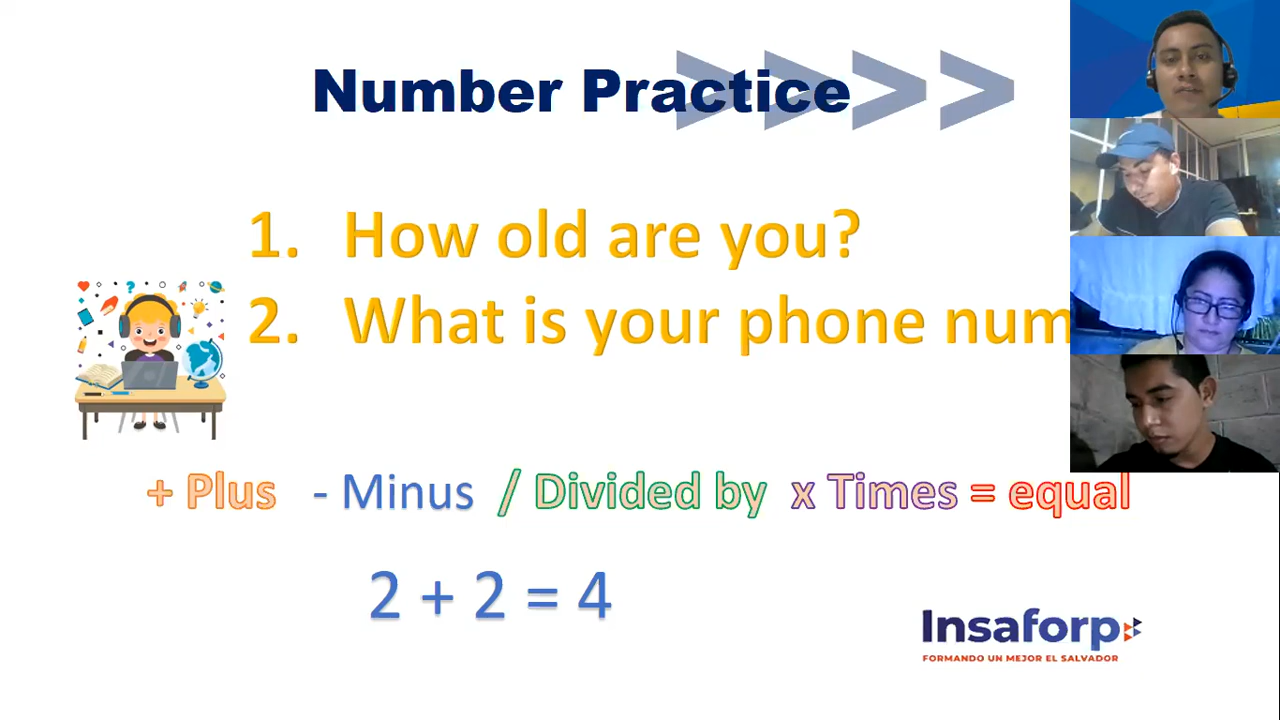 Number Practice
1. How old are you?
2. What is your phone num
+ Plus - Minus / Divided by x Times = equal
2 + 2 = 4
Insaforp
FORMANDO UN MEJOR EL SALVADOR